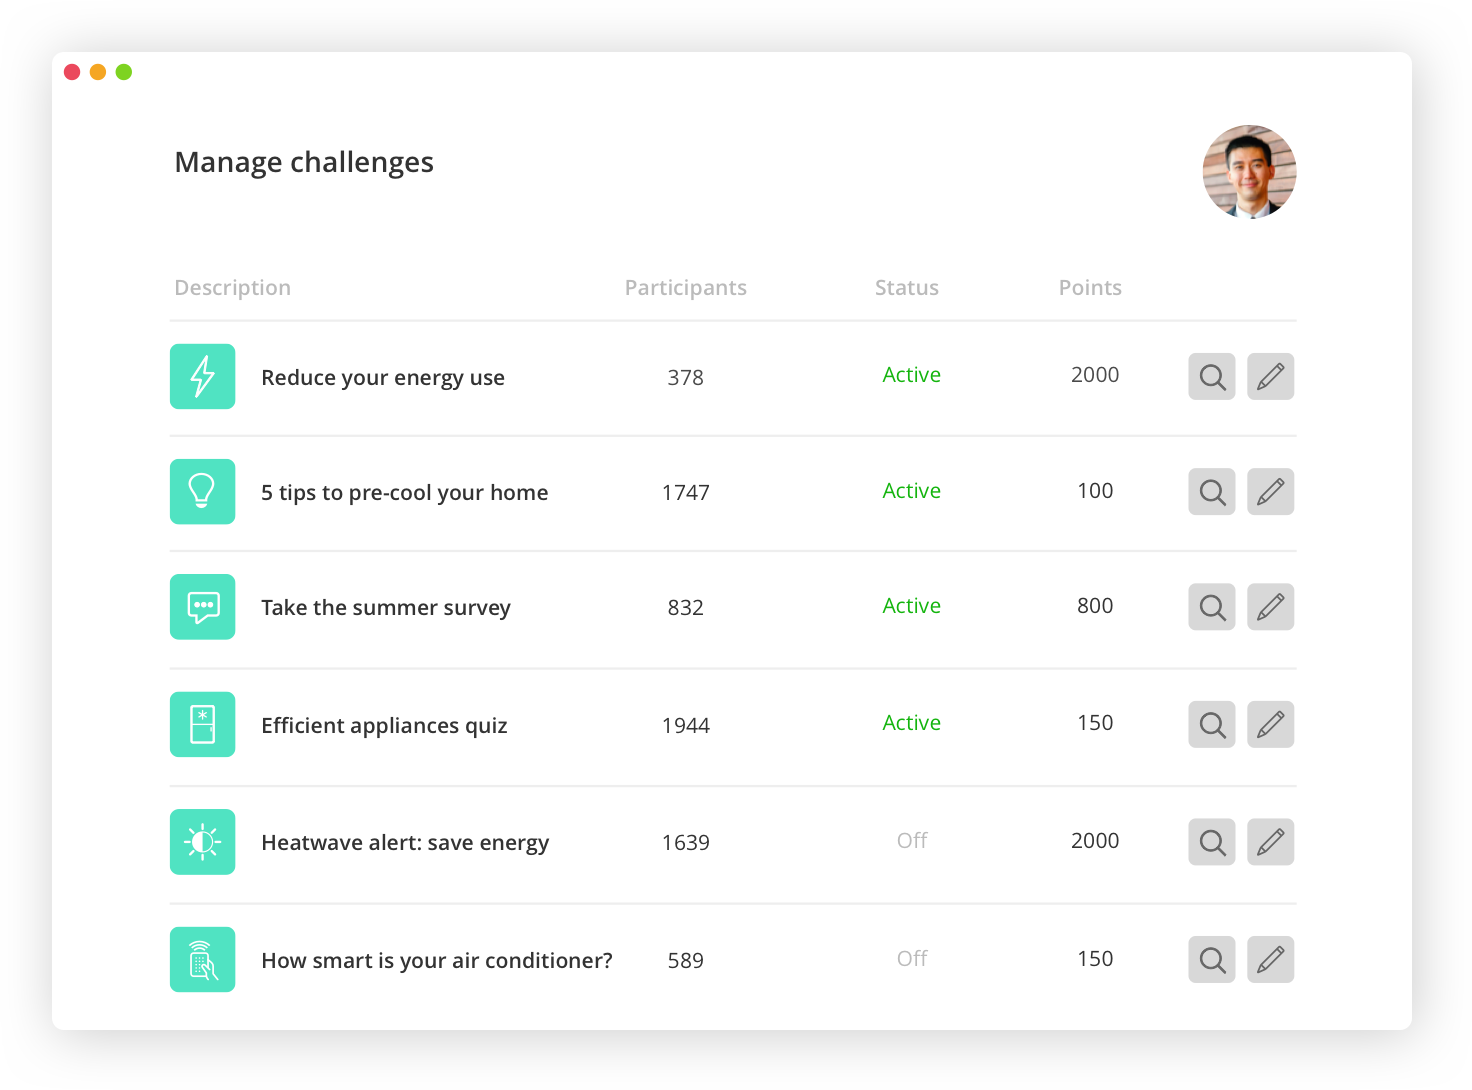 Manage challenges
Description Participants Status Points
Reduce your energy use 378 Active 2000
5 tips to pre-cool your home 1747 Active 100
Take the summer survey 832 Active 800
Efficient appliances quiz 1944 Active 150
Heatwave alert: save energy 1639 Off 2000
How smart is your air conditioner? 589 Off 150